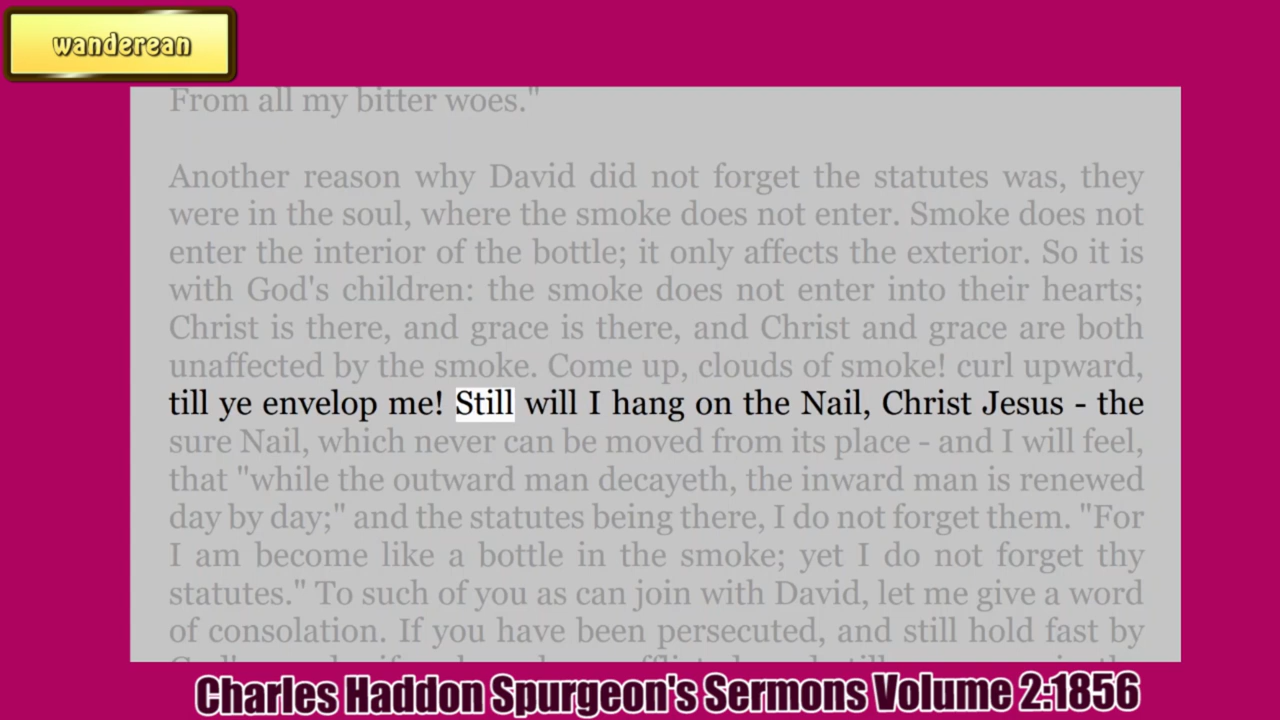 wanderean
From all my bitter woes."
Another reason why David did not forget the statutes was, they
were in the soul, where the smoke does not enter. Smoke does not
enter the interior of the bottle; it only affects the exterior. So it is
with God's children: the smoke does not enter into their hearts;
Christ is there, and grace is there, and Christ and grace are both
unaffected by the smoke. Come up, clouds of smoke! curl upward,
till ye envelop me! Still will I hang on the Nail, Christ Jesus - the
sure Nail, which never can be moved from its place - and I will feel,
that "while the outward man decayeth, the inward man is renewed
day by day;" and the statutes being there, I do not forget them. "For
I am become like a bottle in the smoke; yet I do not forget thy
statutes." To such of you as can join with David, let me give a word
of consolation. If you have been persecuted, and still hold fast by
Charles Haddon Spurgeon's Sermons Volume 2:1856